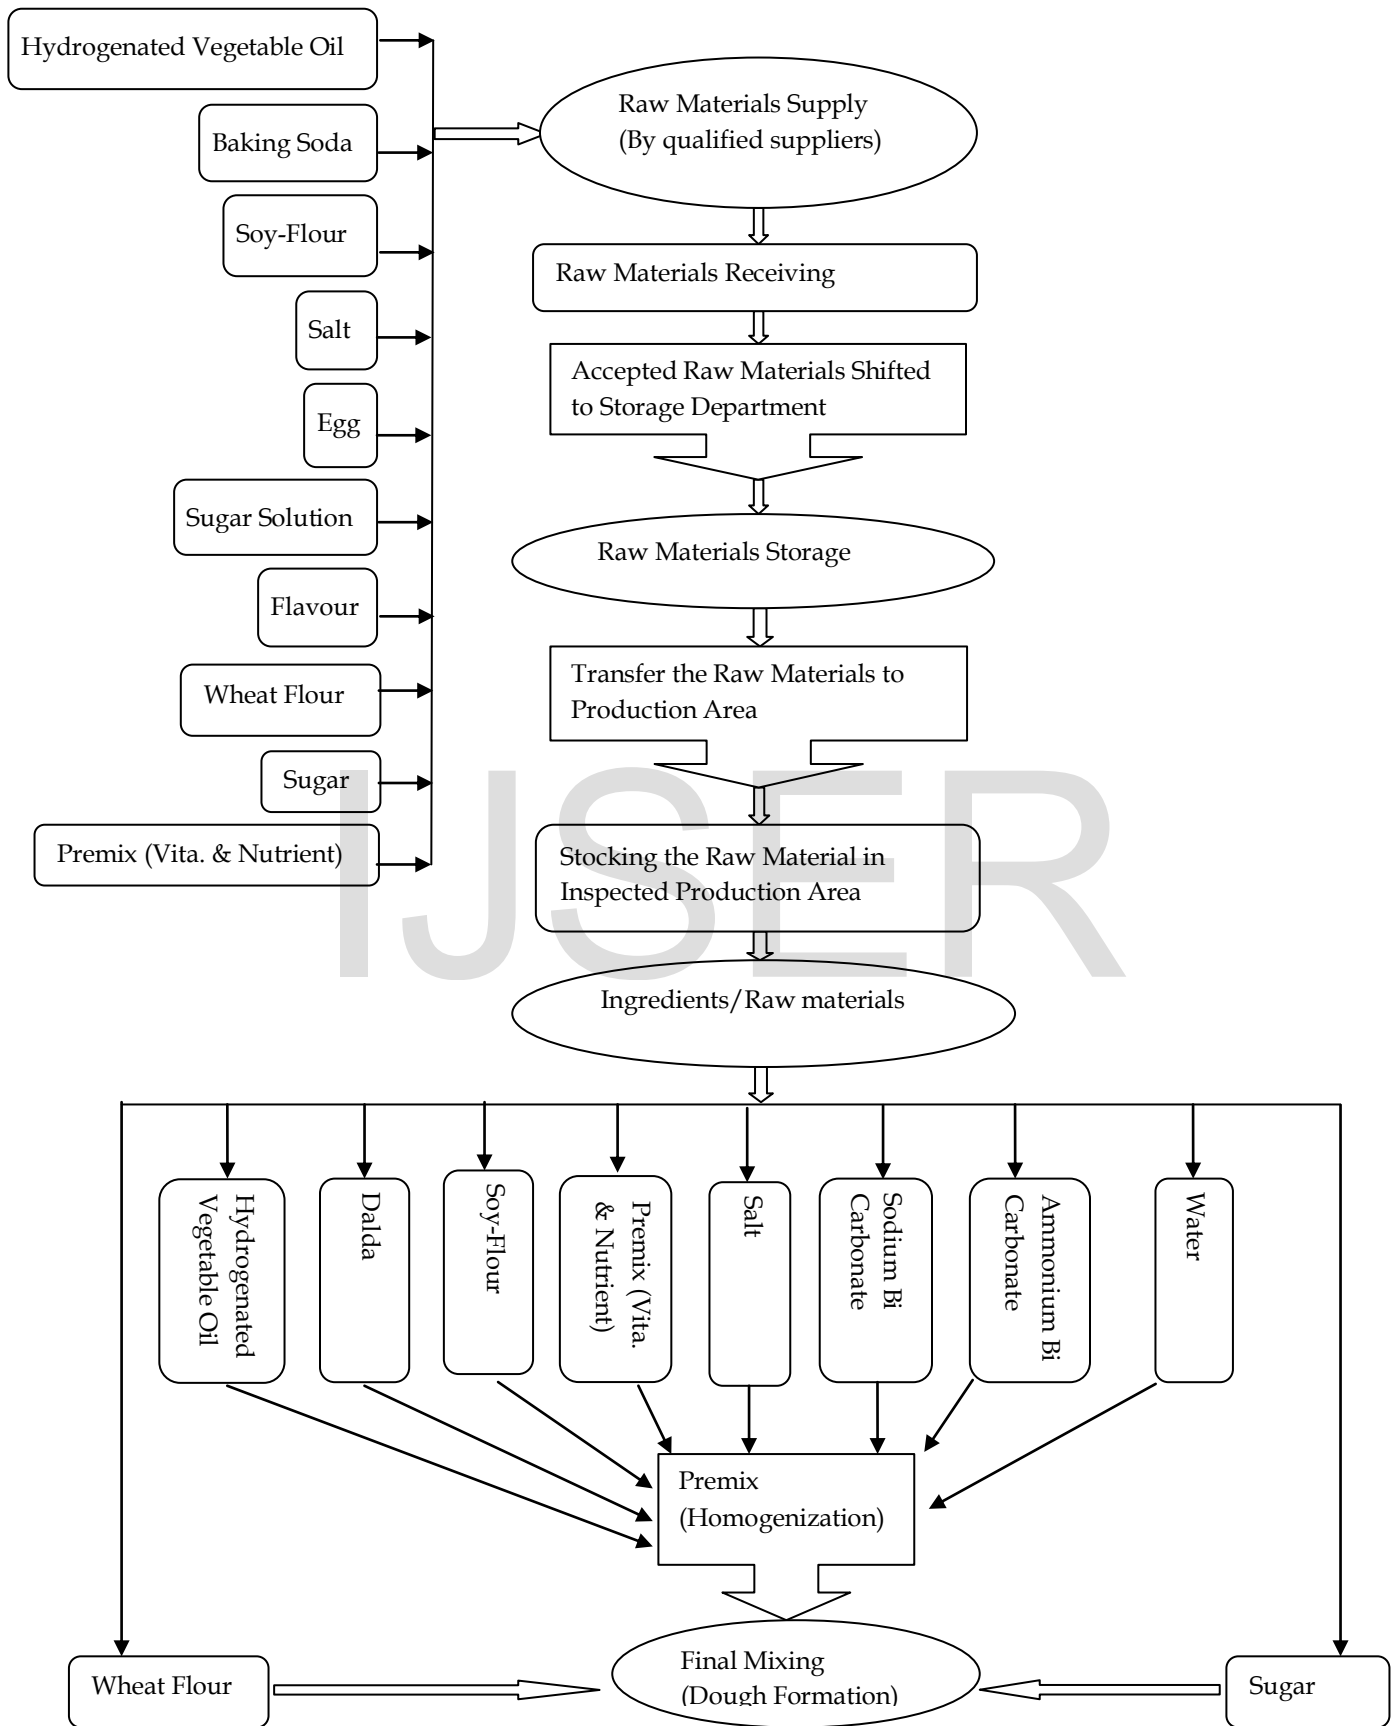 Hydrogenated Vegetable Oil
Baking Soda
Soy-Flour
Salt
Egg
Sugar Solution
Flavour
Wheat Flour
Sugar
Premix (Vita. & Nutrient)
Raw Materials Supply
(By qualified suppliers)
Raw Materials Receiving
Accepted Raw Materials Shifted
to Storage Department
Raw Materials Storage
Transfer the Raw Materials to
Production Area
Stocking the Raw Material in
Inspected Production Area
IJSER
Ingredients/Raw materials
Hydrogenated
Vegetable Oil
Dalda
Soy-Flour
Premix (Vita.
& Nutrient)
Salt
Sodium Bi
Carbonate
Ammonium Bi
Carbonate
Water
Premix
(Homogenization)
Wheat Flour
Final Mixing
(Dough Formation)
Sugar